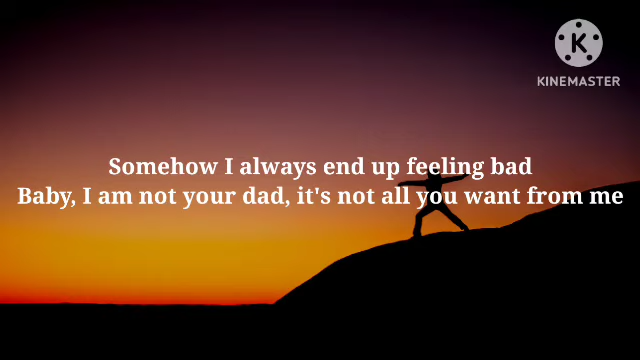 K
KINEMASTER
Somehow I always end up feeling bad
Baby, I am not your dad, it's not all you want from me